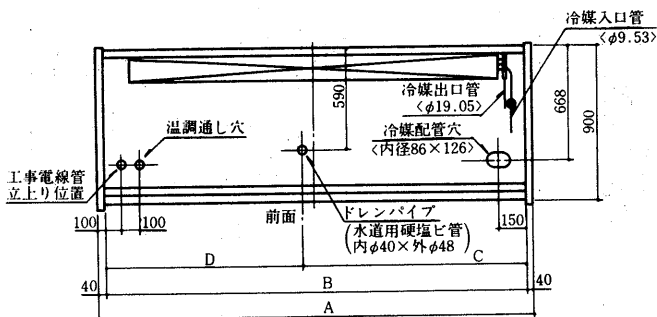 冷媒入口管
〈φ9.53〉
冷媒出口管
〈φ19.05〉
590
668
900
温調通し穴
冷媒配管穴
〈内径86×126〉
工事電線管
立上り位置
100
100
前面
ドレンパイプ
(水道用硬塩ビ管
内φ40×外φ48)
150
D
C
40
B
40
A